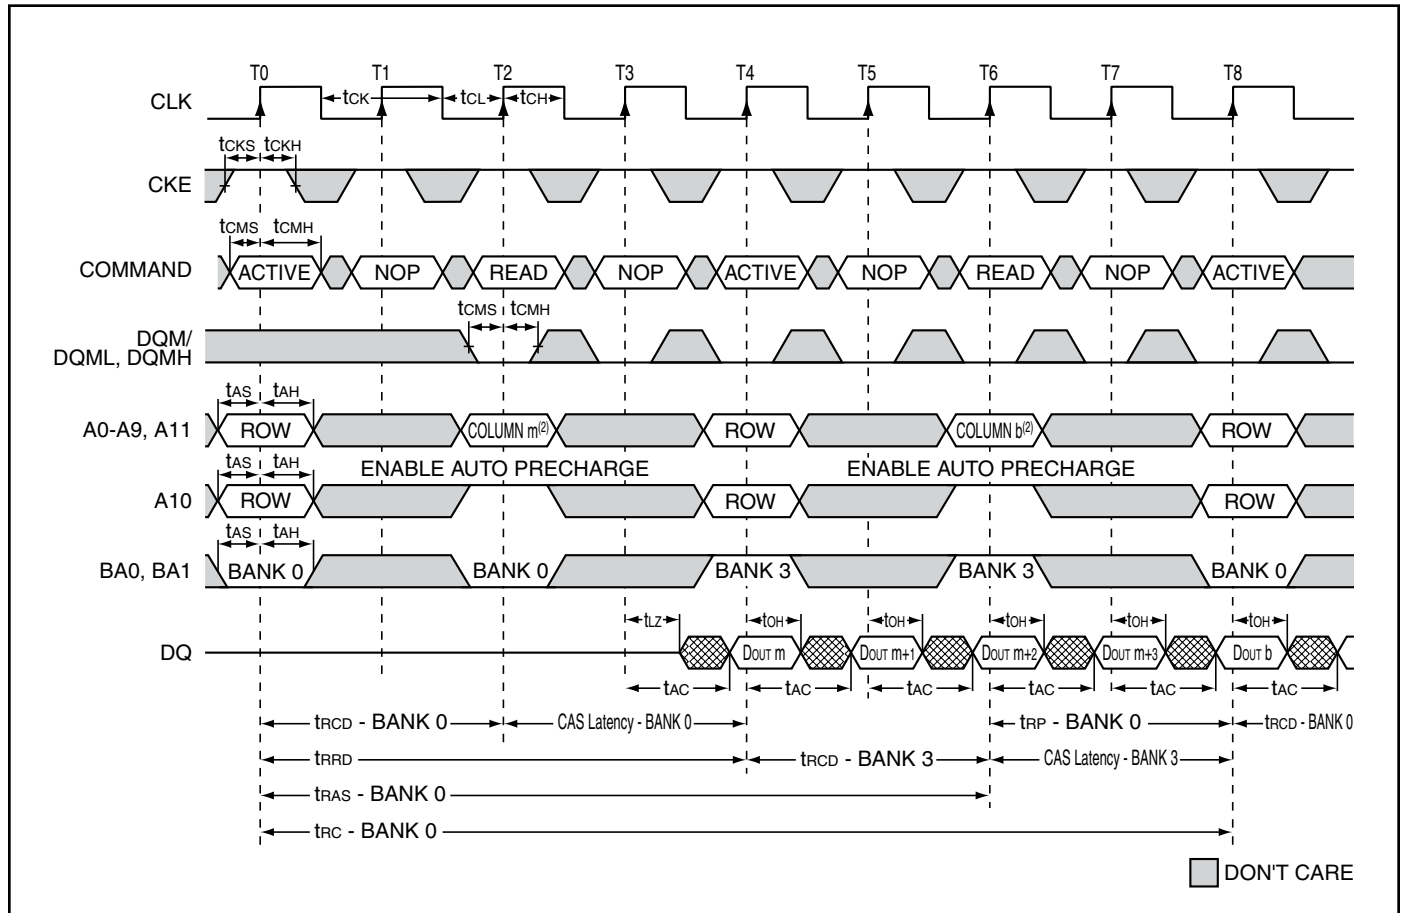 T0 T1 T2 T3 T4 T5 T6 T7 T8
CLK
tCK tCL tCH
tCKS tCKH
CKE
tCMS tCMH
COMMAND ACTIVE NOP READ NOP ACTIVE NOP READ NOP ACTIVE
tCMS tCMH
DQM/
DQML, DQMH
tAS tAH
A0-A9, A11 ROW COLUMN m(2) ROW COLUMN b(2) ROW
tAS tAH ENABLE AUTO PRECHARGE ENABLE AUTO PRECHARGE
A10 ROW ROW ROW
tAS tAH
BA0, BA1 BANK 0 BANK 0 BANK 3 BANK 3 BANK 0
tLZ tOH tOH tOH tOH tOH
DQ DOUT m DOUT m+1 DOUT m+2 DOUT m+3 DOUT b
tAC tAC tAC tAC tAC tAC
tRCD - BANK 0 CAS Latency - BANK 0 tRP - BANK 0 tRCD - BANK 0
tRRD tRCD - BANK 3 CAS Latency - BANK 3
tRAS - BANK 0
tRC - BANK 0
DON'T CARE